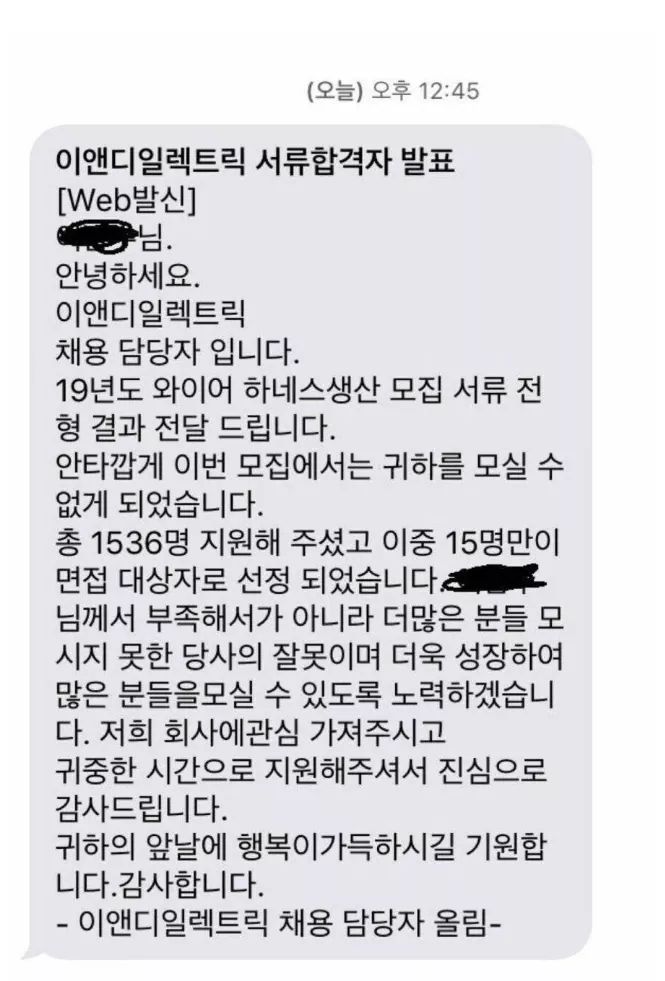 (오늘) 오후 12:45
이앤디일렉트릭 서류합격자 발표
[Web발신]
님.
안녕하세요.
이앤디일렉트릭
채용 담당자 입니다.
19년도 와이어 하네스생산 모집 서류 전
형 결과 전달 드립니다.
안타깝게 이번 모집에서는 귀하를 모실 수
없게 되었습니다.
총 1536명 지원해 주셨고 이중 15명만이
면접 대상자로 선정 되었습니다.
님께서 부족해서가 아니라 더많은 분들 모
시지 못한 당사의 잘못이며 더욱 성장하여
많은 분들을모실 수 있도록 노력하겠습니
다. 저희 회사에관심 가져주시고
귀중한 시간으로 지원해주셔서 진심으로
감사드립니다.
귀하의 앞날에 행복이가득하시길 기원합
니다.감사합니다.
- 이앤디일렉트릭 채용 담당자 올림-